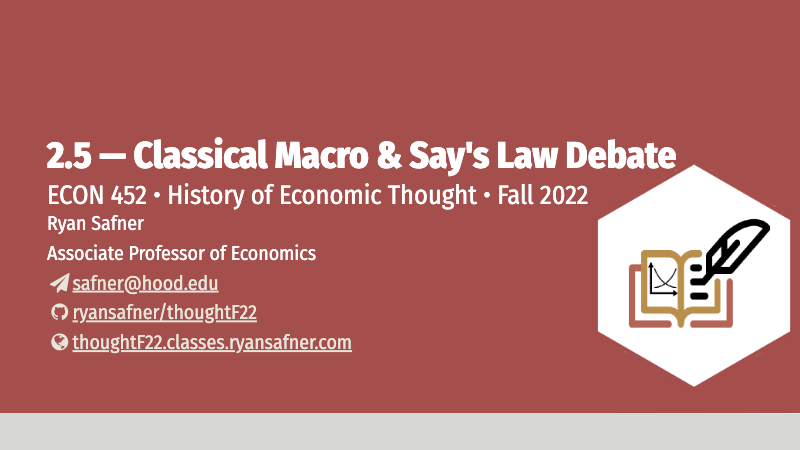 2.5 — Classical Macro & Say's Law Debate
ECON 452 • History of Economic Thought • Fall 2022
Ryan Safner
Associate Professor of Economics
safner@hood.edu
ryansafner/thoughtF22
thoughtF22.classes.ryansafner.com